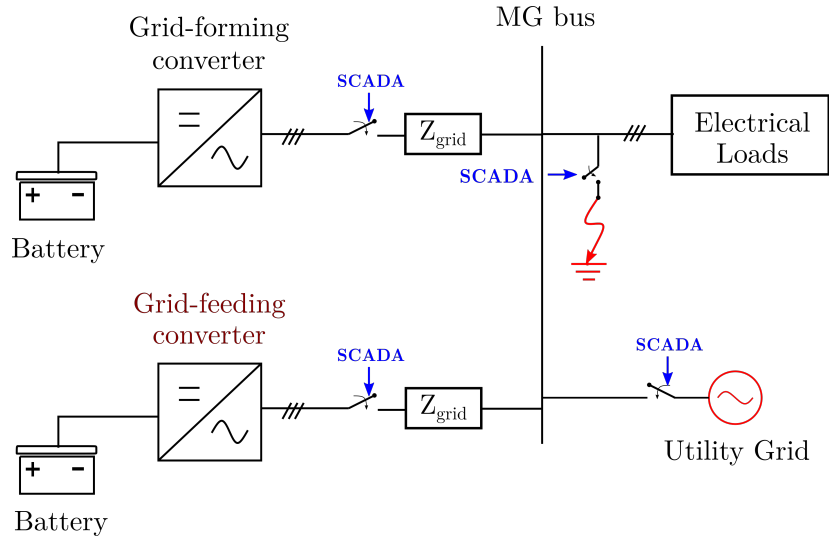 MG bus
Grid-forming
converter
SCADA
Z_grid
Electrical
Loads
SCADA
+ -
Battery
Grid-feeding
converter
SCADA
Z_grid
SCADA
Utility Grid
+ -
Battery